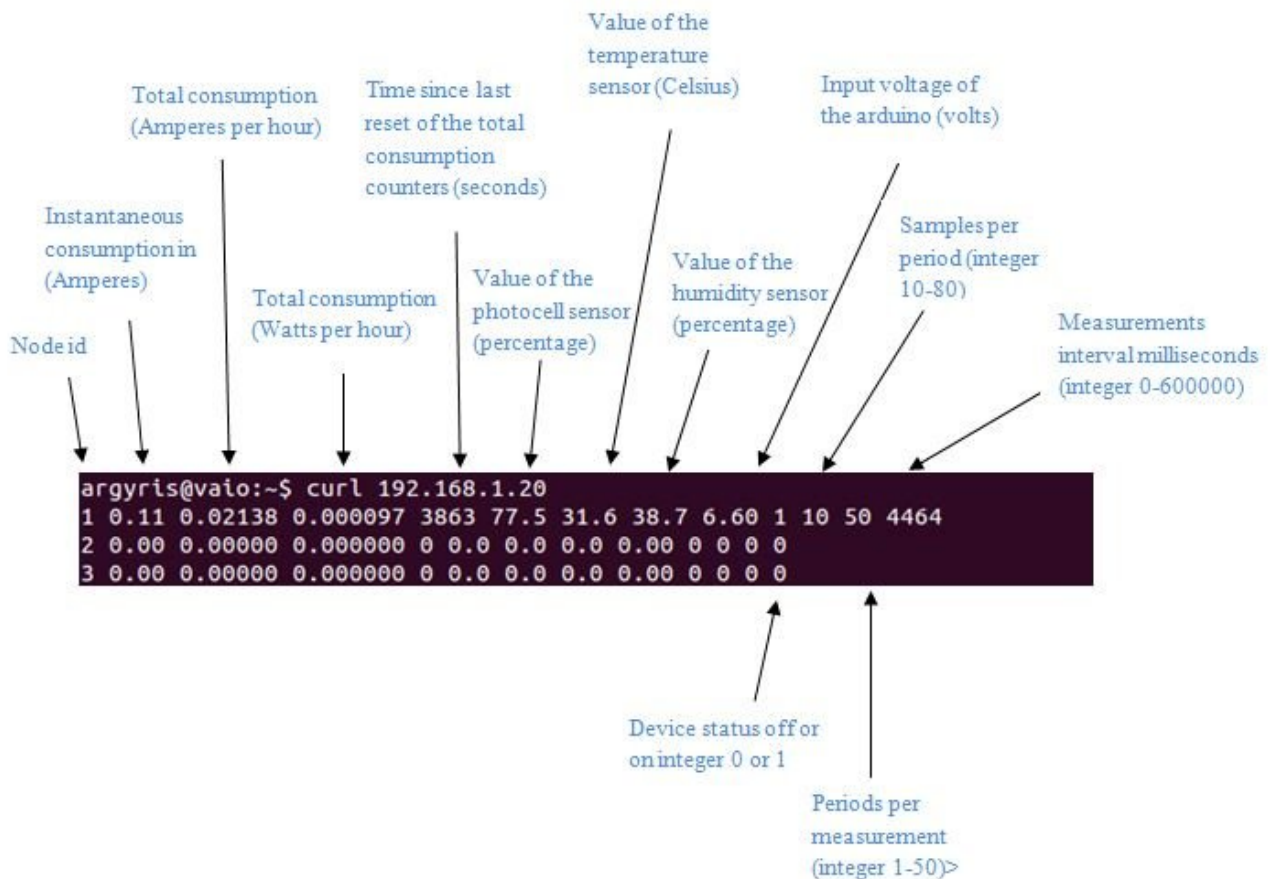 Value of the
temperature
sensor (Celsius)
Total consumption
(Amperes per hour)
Time since last
reset of the total
consumption
counters (seconds)
Input voltage of
the arduino (volts)
Instantaneous
consumption in
(Amperes)
Samples per
period (integer
10-80)
Total consumption
(Watts per hour)
Value of the
photocell sensor
(percentage)
Value of the
humidity sensor
(percentage)
Measurements
interval milliseconds
(integer 0-600000)
Node id
argyris@vaio:~$ curl 192.168.1.20
1 0.11 0.02138 0.000097 3863 77.5 31.6 38.7 6.60 1 10 50 4464
2 0.00 0.00000 0.000000 0 0.0 0.0 0.0 0.00 0 0 0 0
3 0.00 0.00000 0.000000 0 0.0 0.0 0.0 0.00 0 0 0 0
Device status off or
on integer 0 or 1
Periods per
measurement
(integer 1-50)>